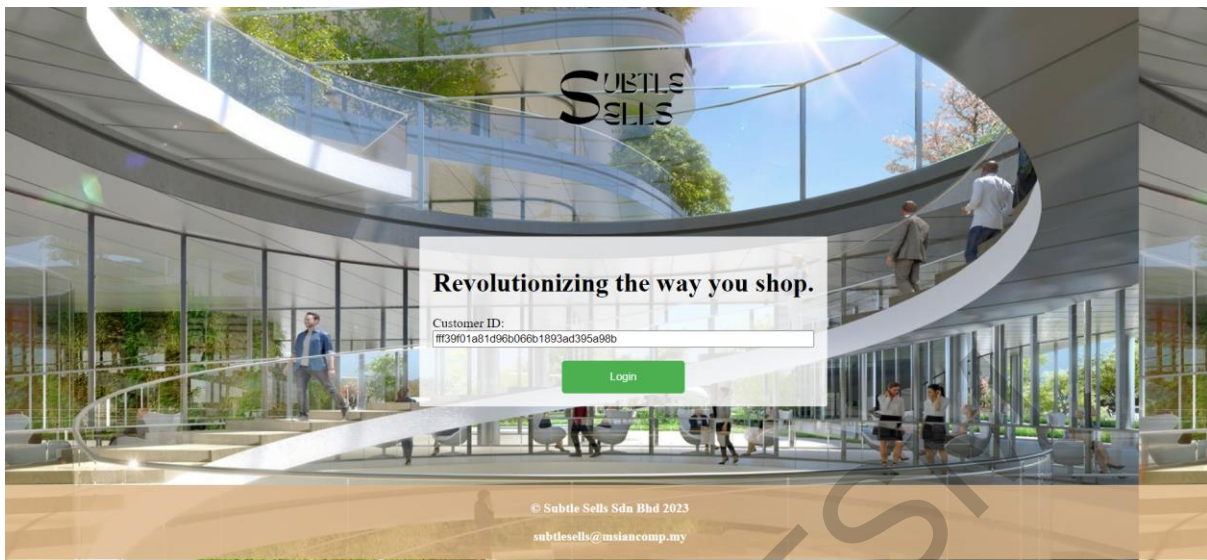 SUBTLE
SELLS
Revolutionizing the way you shop.
Customer ID:
fff39f01a81d96b066b1893ad395a98b
Login
© Subtle Sells Sdn Bhd 2023
subtlesells@msiancomp.my